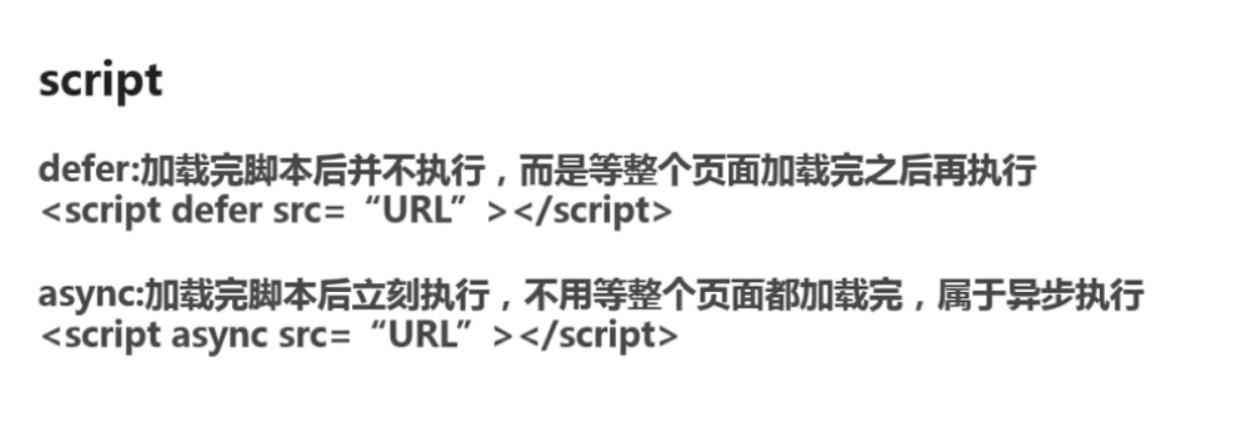 script
defer:加载完脚本后并不执行，而是等整个页面加载完之后再执行
<script defer src=“URL” ></script>
async:加载完脚本后立刻执行，不用等整个页面都加载完，属于异步执行
<script async src=“URL” ></script>